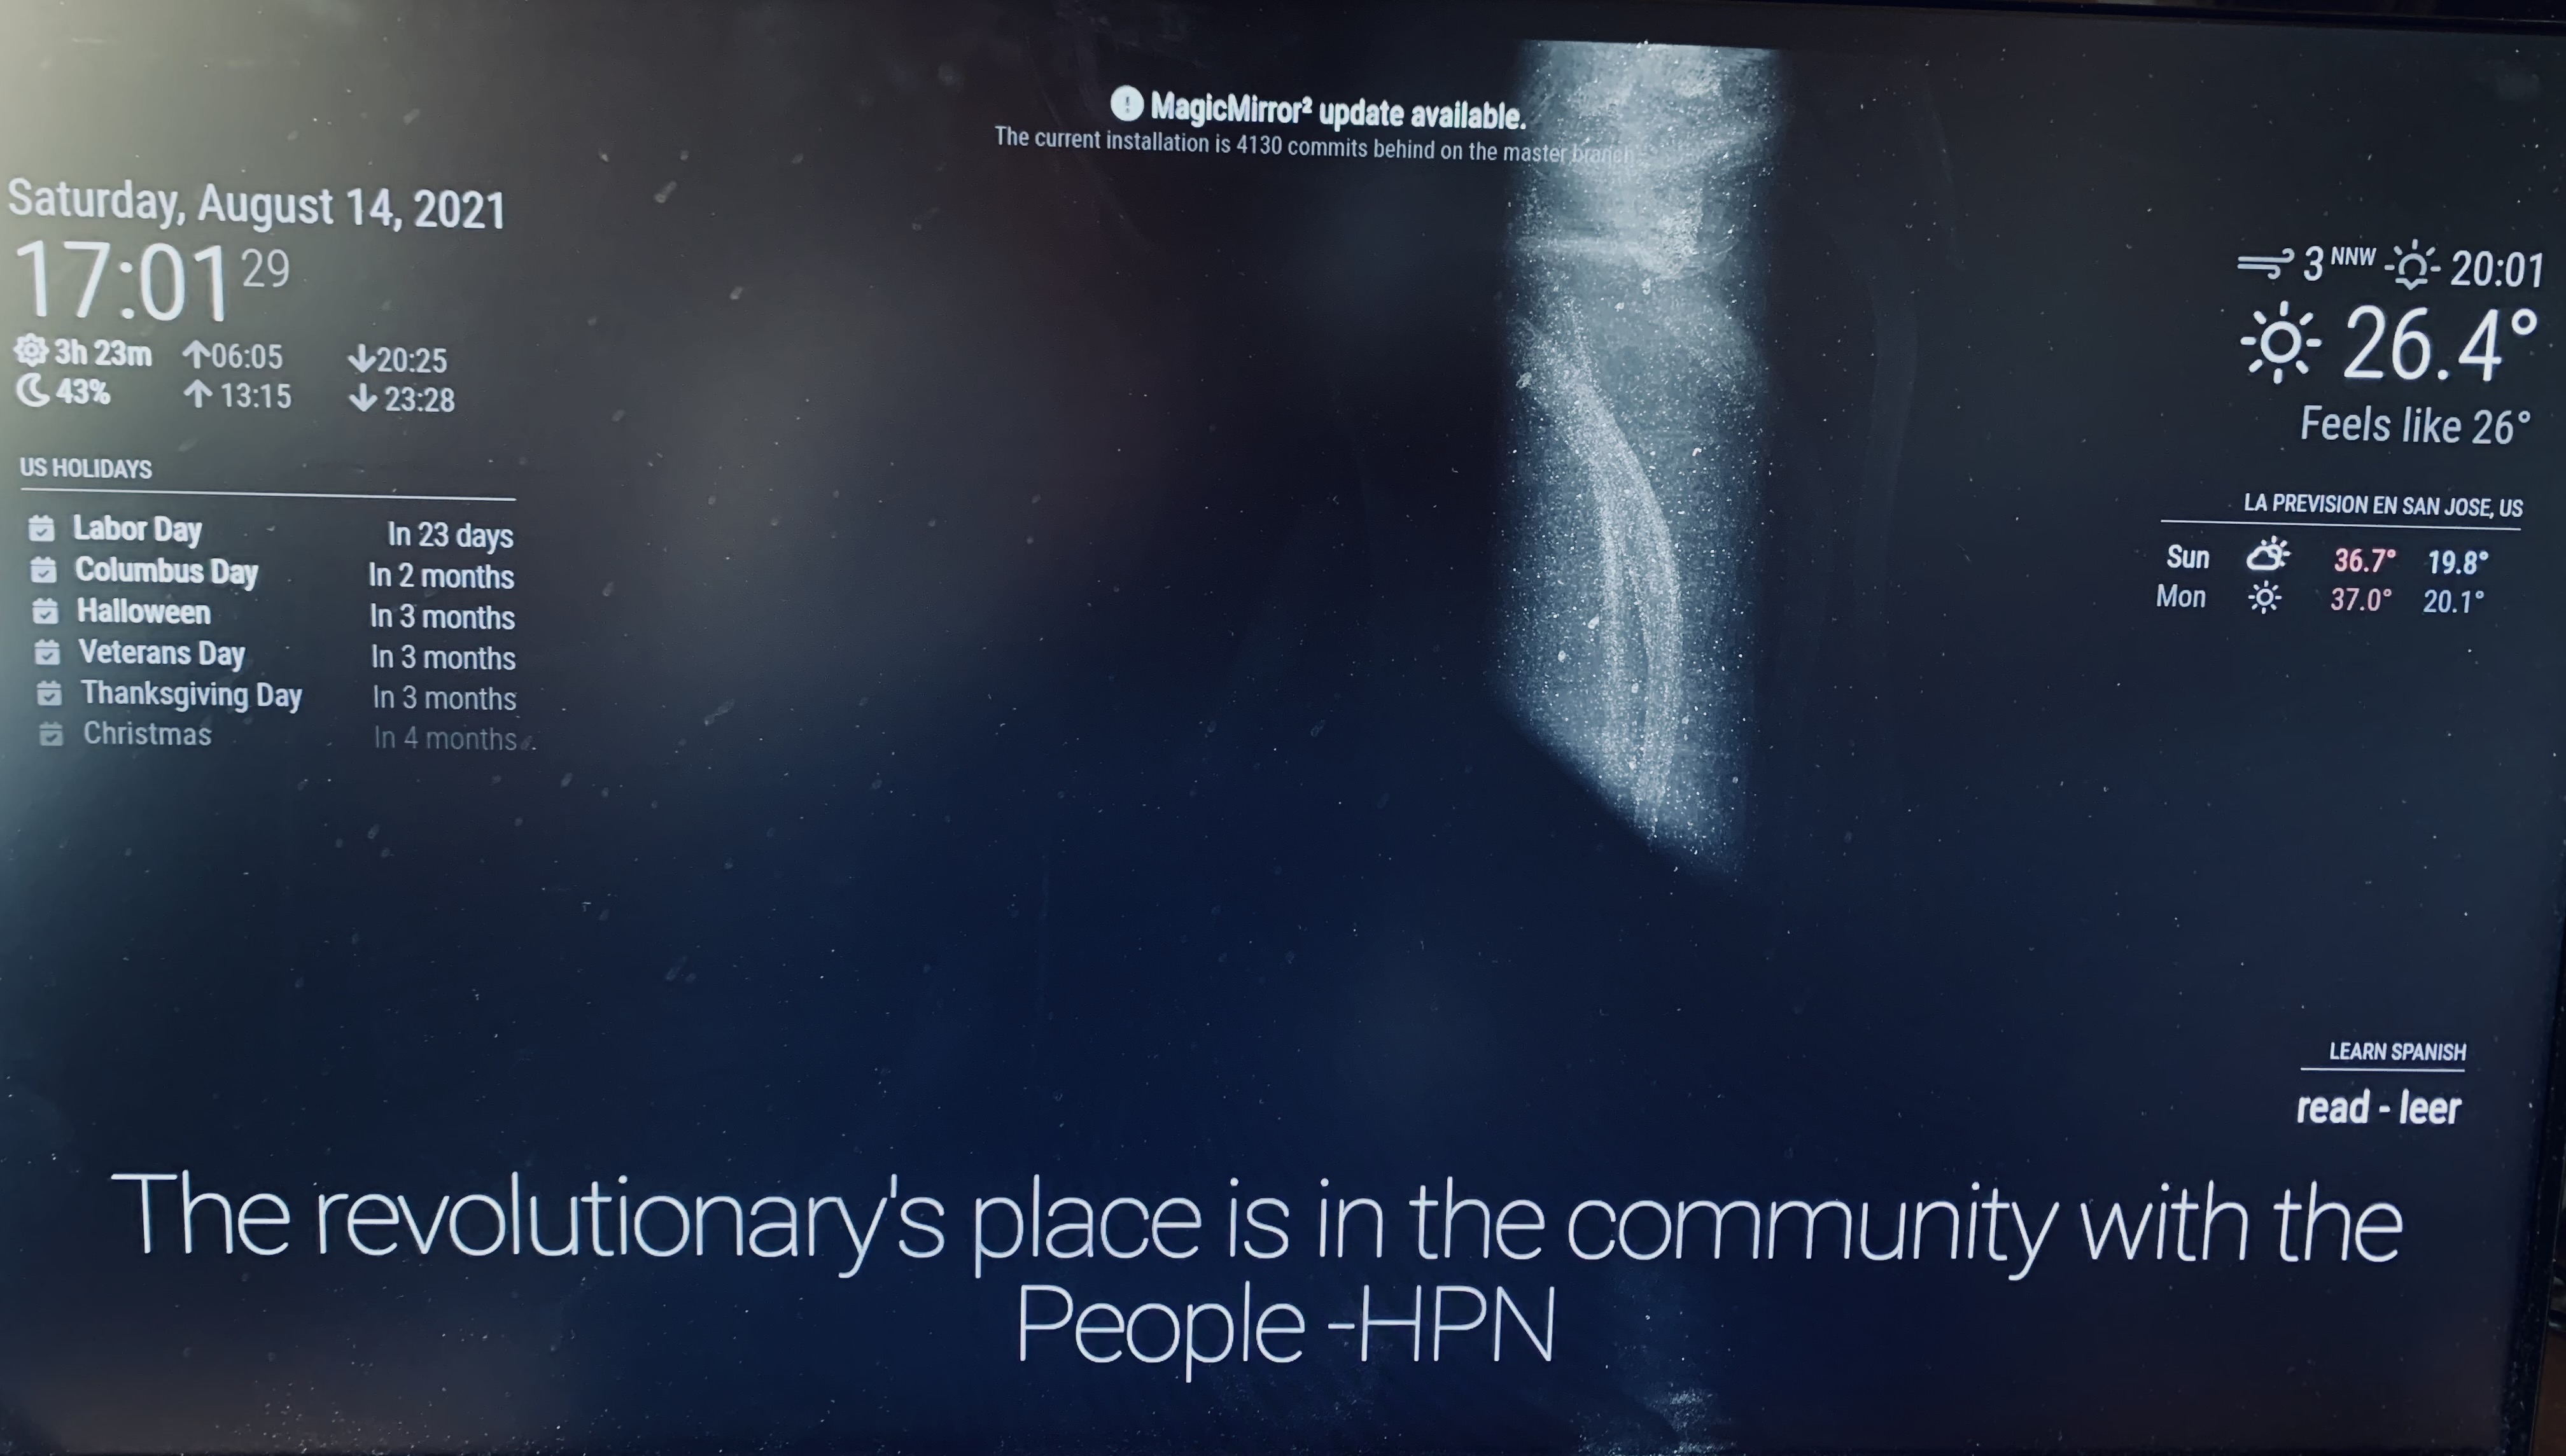 MagicMirror² update available.
The current installation is 4130 commits behind on the master branch.
Saturday, August 14, 2021
17:01 29
3h 23m 06:05 20:25
43% 13:15 23:28
US HOLIDAYS
Labor Day In 23 days
Columbus Day In 2 months
Halloween In 3 months
Veterans Day In 3 months
Thanksgiving Day In 3 months
Christmas In 4 months
3 NNW 20:01
26.4°
Feels like 26°
LA PREVISION EN SAN JOSE, US
Sun 36.7° 19.8°
Mon 37.0° 20.1°
LEARN SPANISH
read - leer
The revolutionary's place is in the community with the
People -HPN